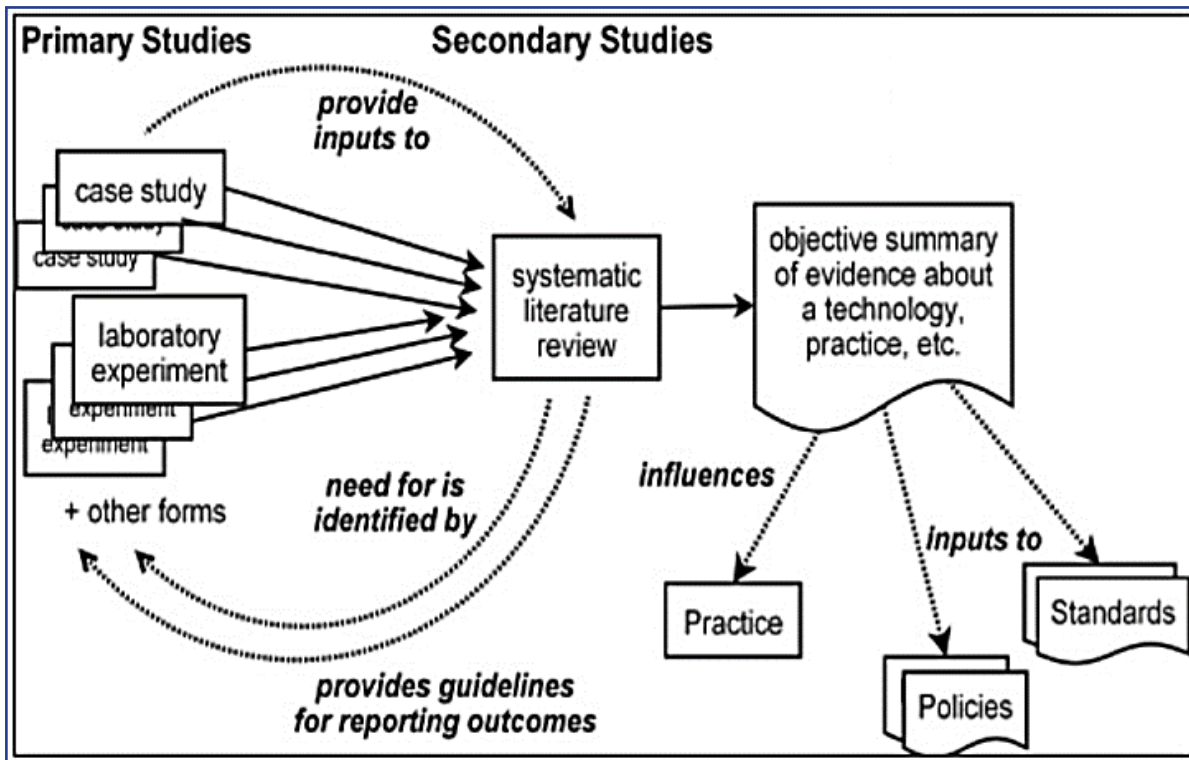 Primary Studies
Secondary Studies
provide
inputs to
case study
case study
case study
laboratory
experiment
experiment
experiment
+ other forms
systematic
literature
review
objective summary
of evidence about
a technology,
practice, etc.
need for is
identified by
provides guidelines
for reporting outcomes
influences
inputs to
Practice
Policies
Standards